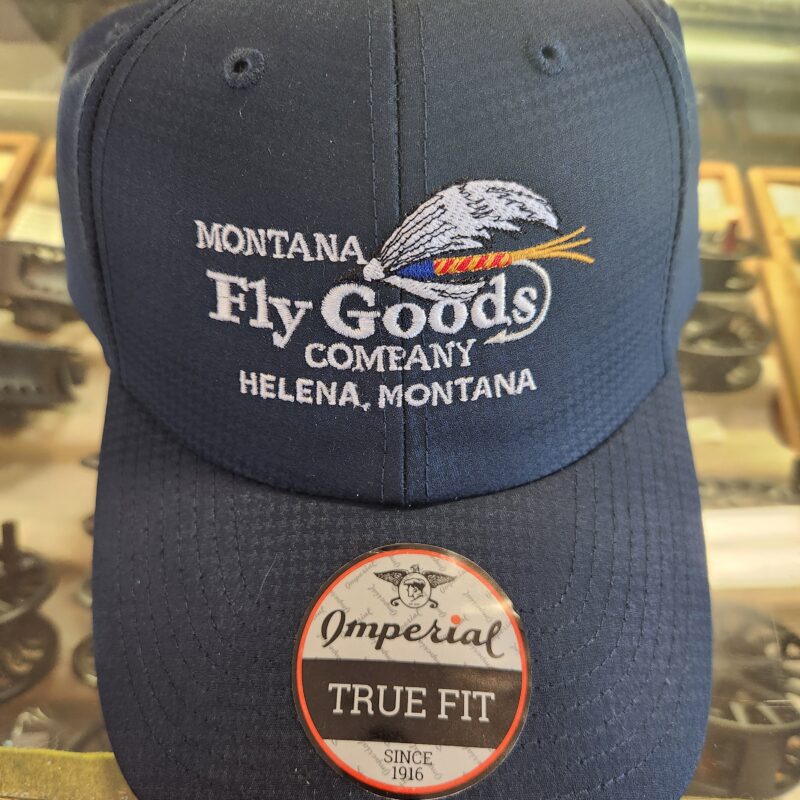 MONTANA
Fly Goods
COMPANY
HELENA, MONTANA
Imperial
TRUE FIT
SINCE
1916